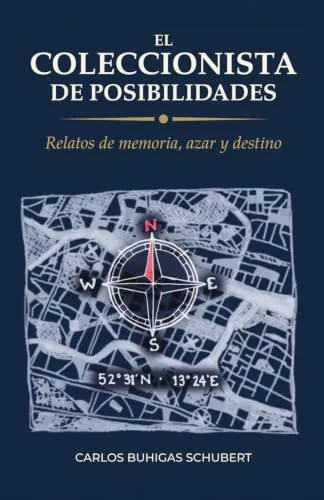 EL
COLECCIONISTA
DE POSIBILIDADES
Relatos de memoria, azar y destino
N
W E
S
52°31'N · 13°24'E
CARLOS BUHIGAS SCHUBERT